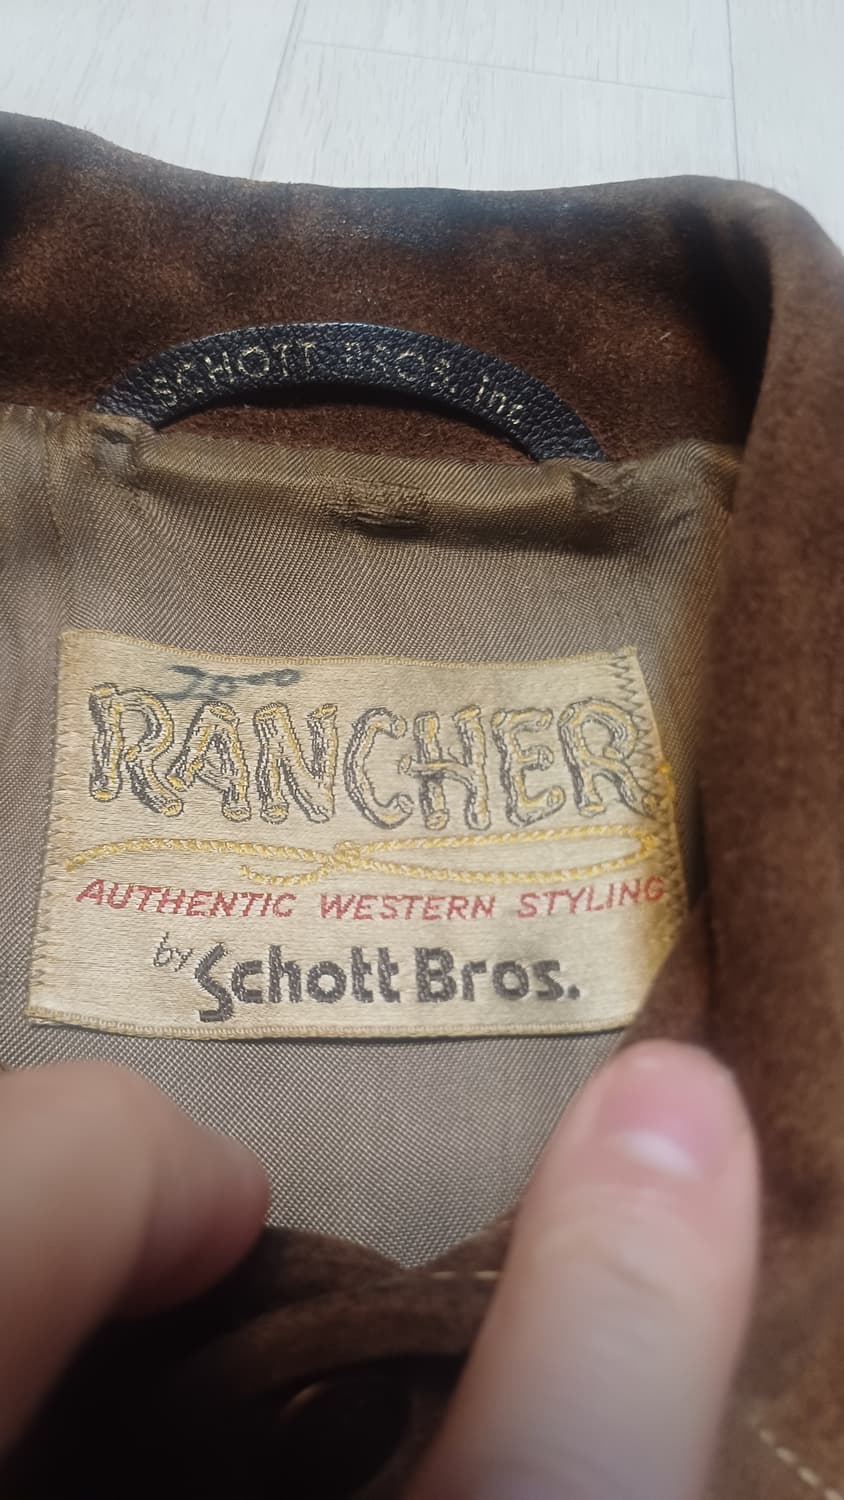 SCHOTT BROS. inc
RANCHER
AUTHENTIC WESTERN STYLING
by Schott Bros.